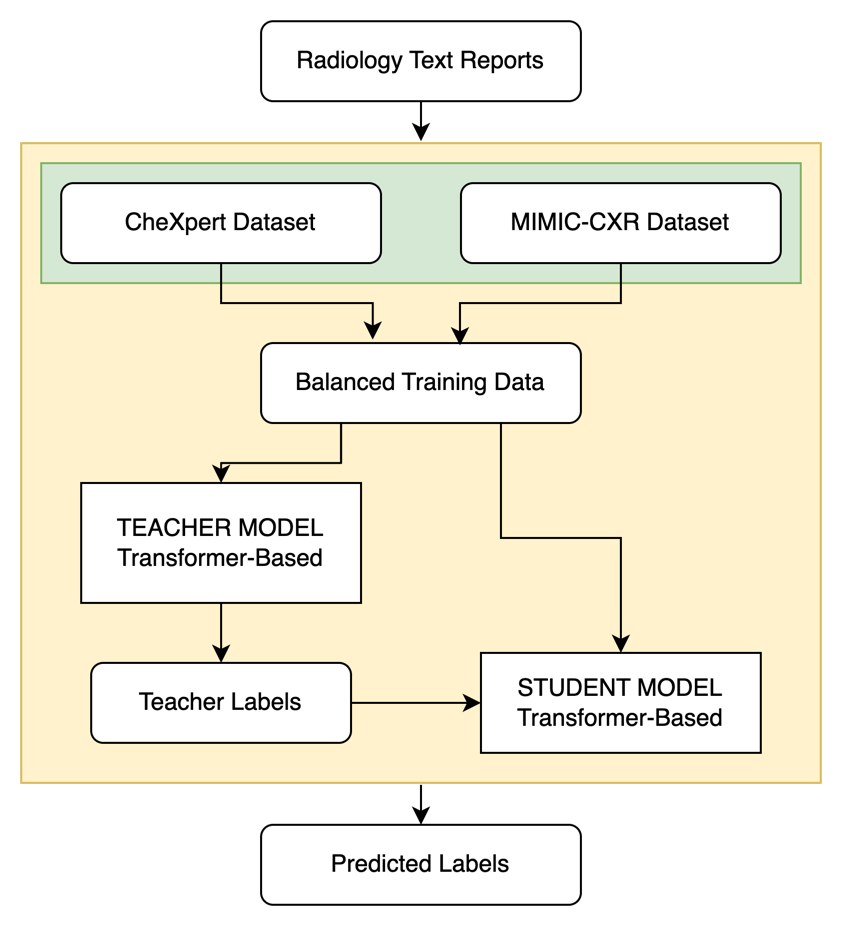 Radiology Text Reports
CheXpert Dataset
MIMIC-CXR Dataset
Balanced Training Data
TEACHER MODEL
Transformer-Based
Teacher Labels
STUDENT MODEL
Transformer-Based
Predicted Labels